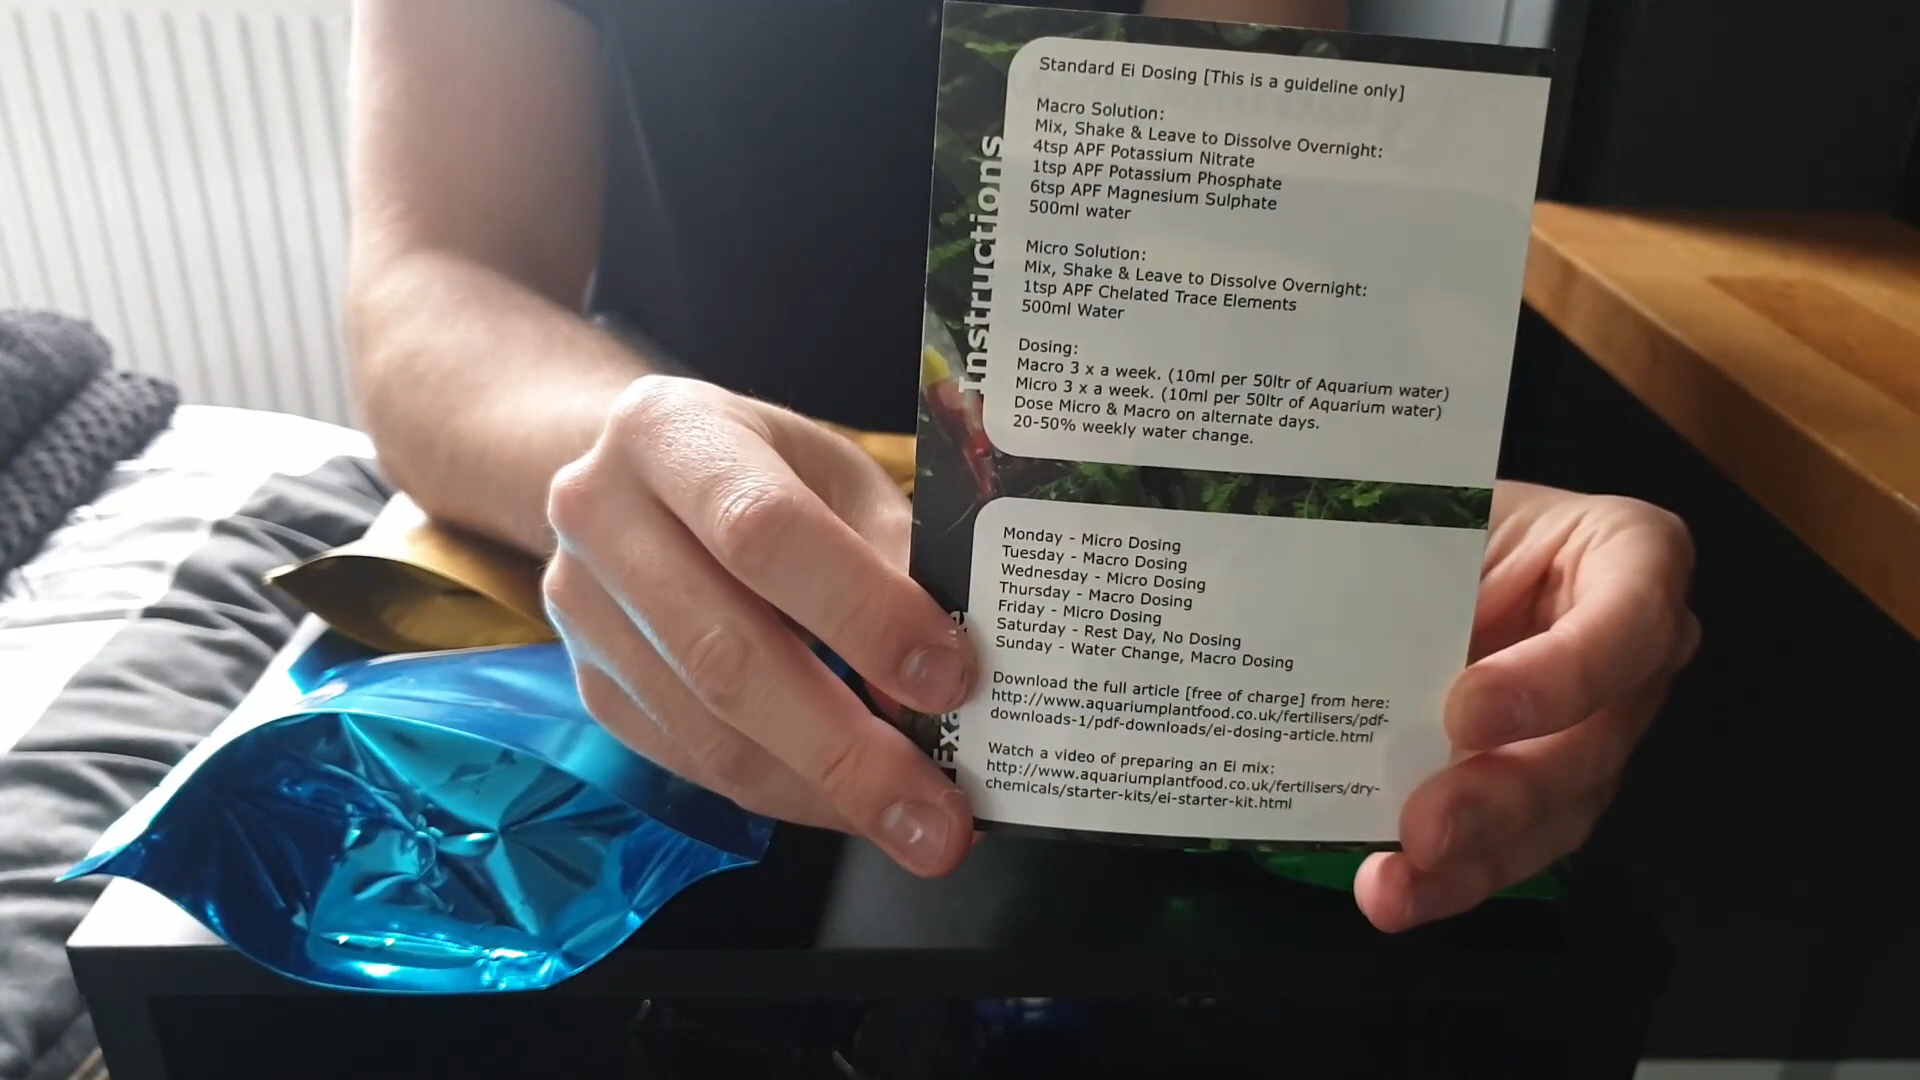 Instructions
Standard Ei Dosing [This is a guideline only]
Macro Solution:
Mix, Shake & Leave to Dissolve Overnight:
4tsp APF Potassium Nitrate
1tsp APF Potassium Phosphate
6tsp APF Magnesium Sulphate
500ml water
Micro Solution:
Mix, Shake & Leave to Dissolve Overnight:
1tsp APF Chelated Trace Elements
500ml Water
Dosing:
Macro 3 x a week. (10ml per 50ltr of Aquarium water)
Micro 3 x a week. (10ml per 50ltr of Aquarium water)
Dose Micro & Macro on alternate days.
20-50% weekly water change.
Monday - Micro Dosing
Tuesday - Macro Dosing
Wednesday - Micro Dosing
Thursday - Macro Dosing
Friday - Micro Dosing
Saturday - Rest Day, No Dosing
Sunday - Water Change, Macro Dosing
Download the full article [free of charge] from here:
http://www.aquariumplantfood.co.uk/fertilisers/pdf-
downloads-1/pdf-downloads/ei-dosing-article.html
Watch a video of preparing an Ei mix:
http://www.aquariumplantfood.co.uk/fertilisers/dry-
chemicals/starter-kits/ei-starter-kit.html